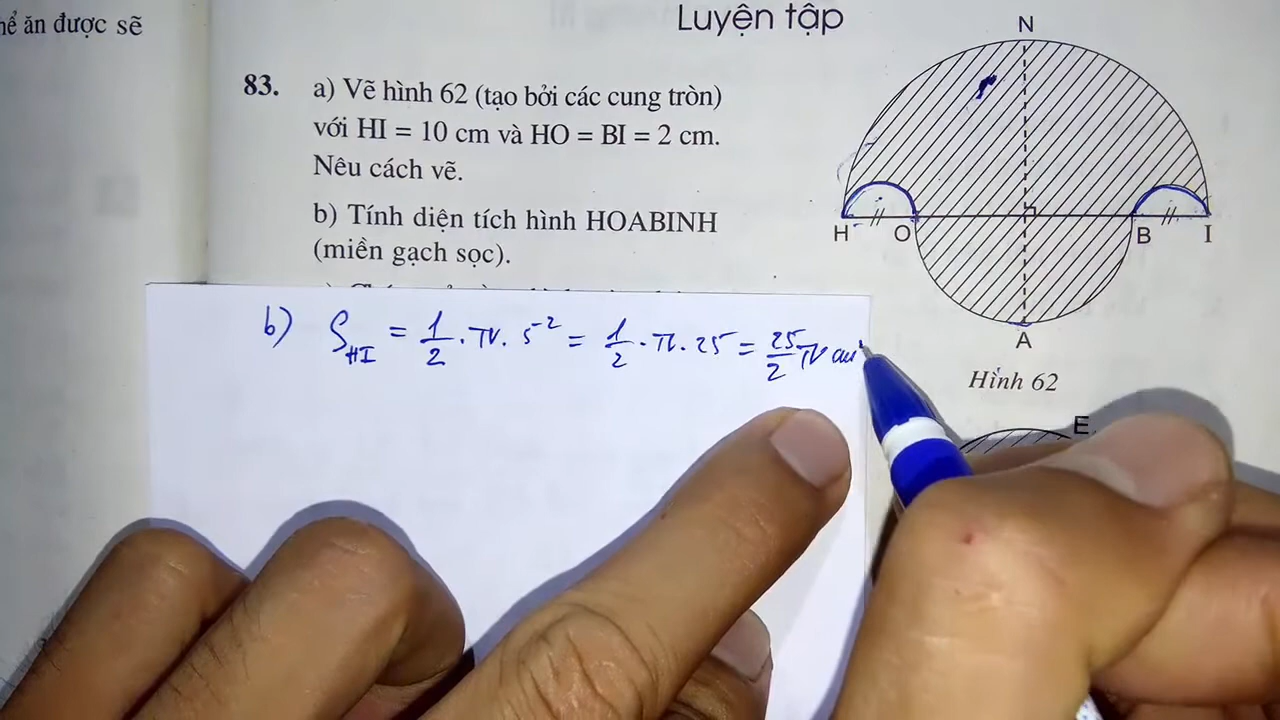 hể ăn được sẽ
Luyện tập
83. a) Vẽ hình 62 (tạo bởi các cung tròn)
với HI = 10 cm và HO = BI = 2 cm.
Nêu cách vẽ.
b) Tính diện tích hình HOABINH
(miền gạch sọc).
N
H O B I
A
Hình 62
E
b) S_HI = 1/2 . π . 5² = 1/2 . π . 25 = 25/2 π cm²